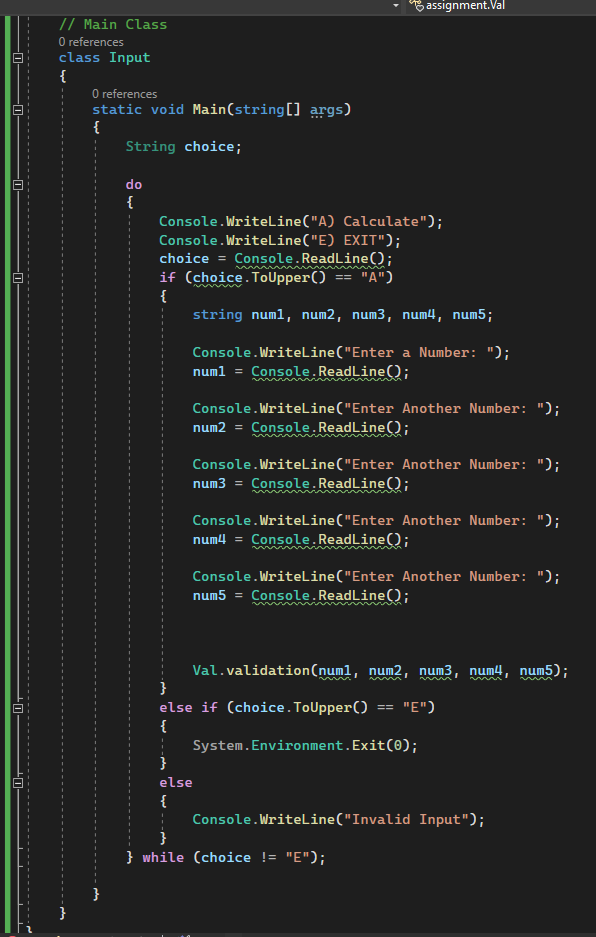 assignment.Val
// Main Class
0 references
class Input
{
0 references
static void Main(string[] args)
{
String choice;
do
{
Console.WriteLine("A) Calculate");
Console.WriteLine("E) EXIT");
choice = Console.ReadLine();
if (choice.ToUpper() == "A")
{
string num1, num2, num3, num4, num5;
Console.WriteLine("Enter a Number: ");
num1 = Console.ReadLine();
Console.WriteLine("Enter Another Number: ");
num2 = Console.ReadLine();
Console.WriteLine("Enter Another Number: ");
num3 = Console.ReadLine();
Console.WriteLine("Enter Another Number: ");
num4 = Console.ReadLine();
Console.WriteLine("Enter Another Number: ");
num5 = Console.ReadLine();
Val.validation(num1, num2, num3, num4, num5);
}
else if (choice.ToUpper() == "E")
{
System.Environment.Exit(0);
}
else
{
Console.WriteLine("Invalid Input");
}
} while (choice != "E");
}
}
}